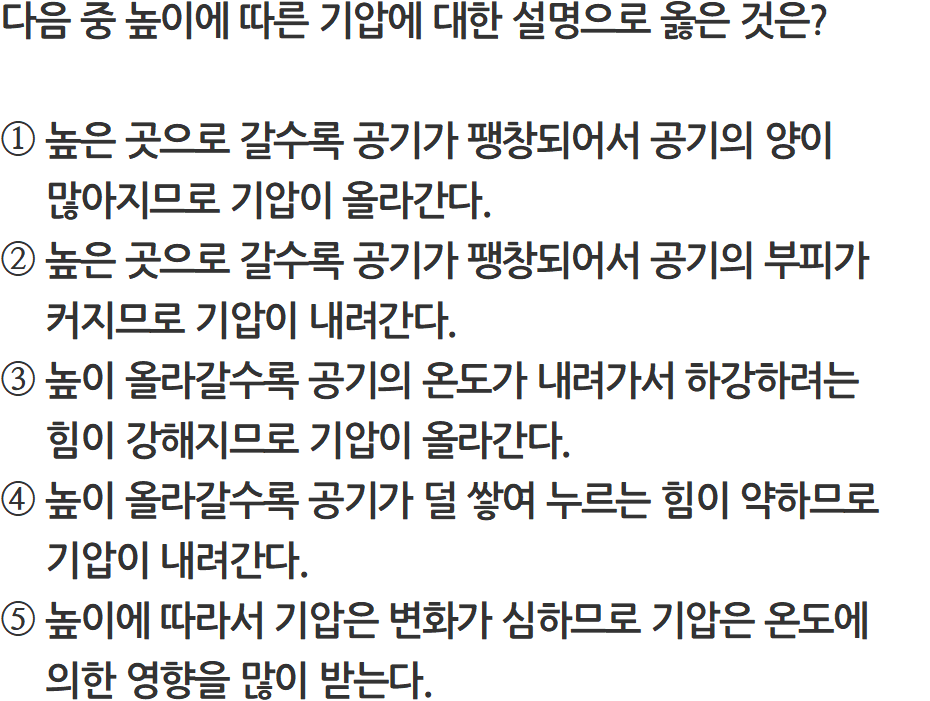 다음 중 높이에 따른 기압에 대한 설명으로 옳은 것은?
① 높은 곳으로 갈수록 공기가 팽창되어서 공기의 양이
많아지므로 기압이 올라간다.
② 높은 곳으로 갈수록 공기가 팽창되어서 공기의 부피가
커지므로 기압이 내려간다.
③ 높이 올라갈수록 공기의 온도가 내려가서 하강하려는
힘이 강해지므로 기압이 올라간다.
④ 높이 올라갈수록 공기가 덜 쌓여 누르는 힘이 약하므로
기압이 내려간다.
⑤ 높이에 따라서 기압은 변화가 심하므로 기압은 온도에
의한 영향을 많이 받는다.